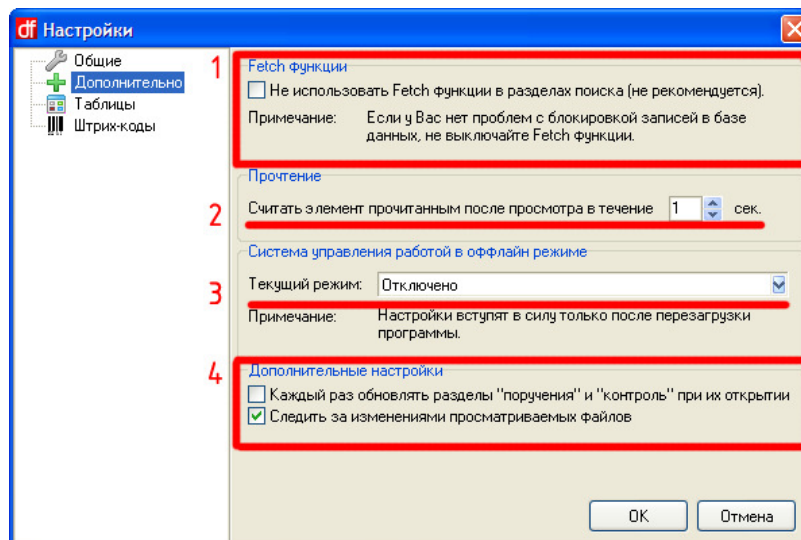 df Настройки
Общие
Дополнительно
Таблицы
Штрих-коды
1
Fetch функции
Не использовать Fetch функции в разделах поиска (не рекомендуется).
Примечание: Если у Вас нет проблем с блокировкой записей в базе
данных, не выключайте Fetch функции.
Прочтение
2
Считать элемент прочитанным после просмотра в течение 1 сек.
Система управления работой в оффлайн режиме
3
Текущий режим: Отключено
Примечание: Настройки вступят в силу только после перезагрузки
программы.
4
Дополнительные настройки
Каждый раз обновлять разделы "поручения" и "контроль" при их открытии
Следить за изменениями просматриваемых файлов
OK Отмена